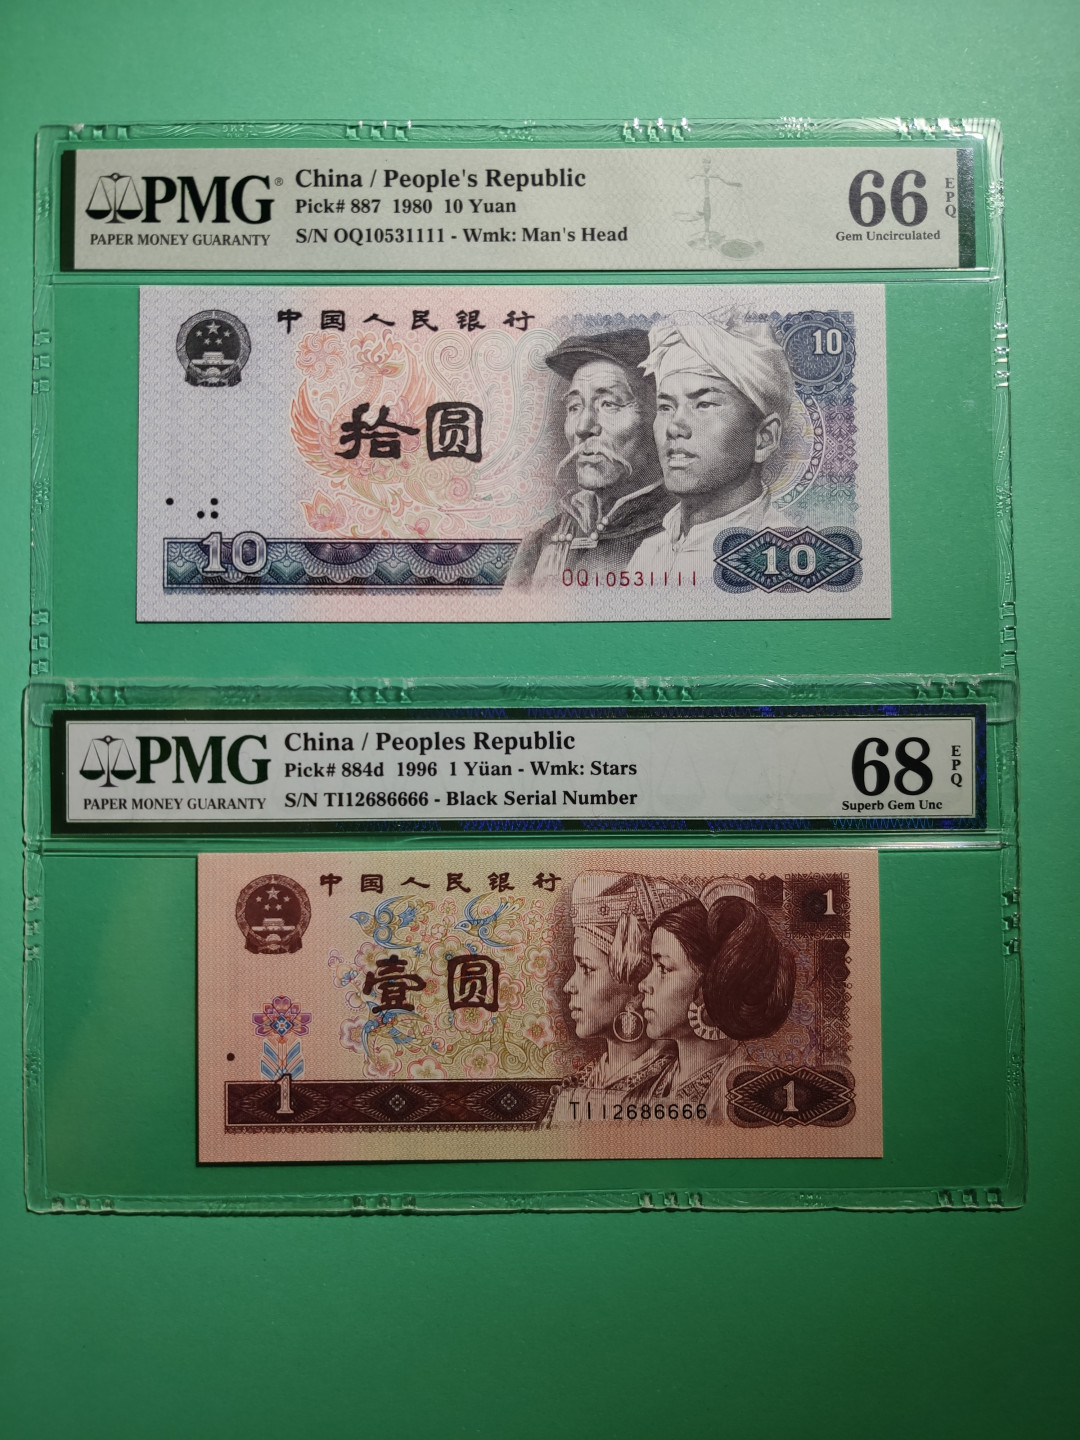 PMG®
PAPER MONEY GUARANTY
China / People's Republic
Pick# 887 1980 10 Yuan
S/N OQ10531111 - Wmk: Man's Head
66
EPQ
Gem Uncirculated
中国人民银行
10
拾圆
10
OQ10531111
10
PMG
PAPER MONEY GUARANTY
China / Peoples Republic
Pick# 884d 1996 1 Yüan - Wmk: Stars
S/N TI12686666 - Black Serial Number
68
EPQ
Superb Gem Unc
中国人民银行
1
壹圆
1
TI12686666
1